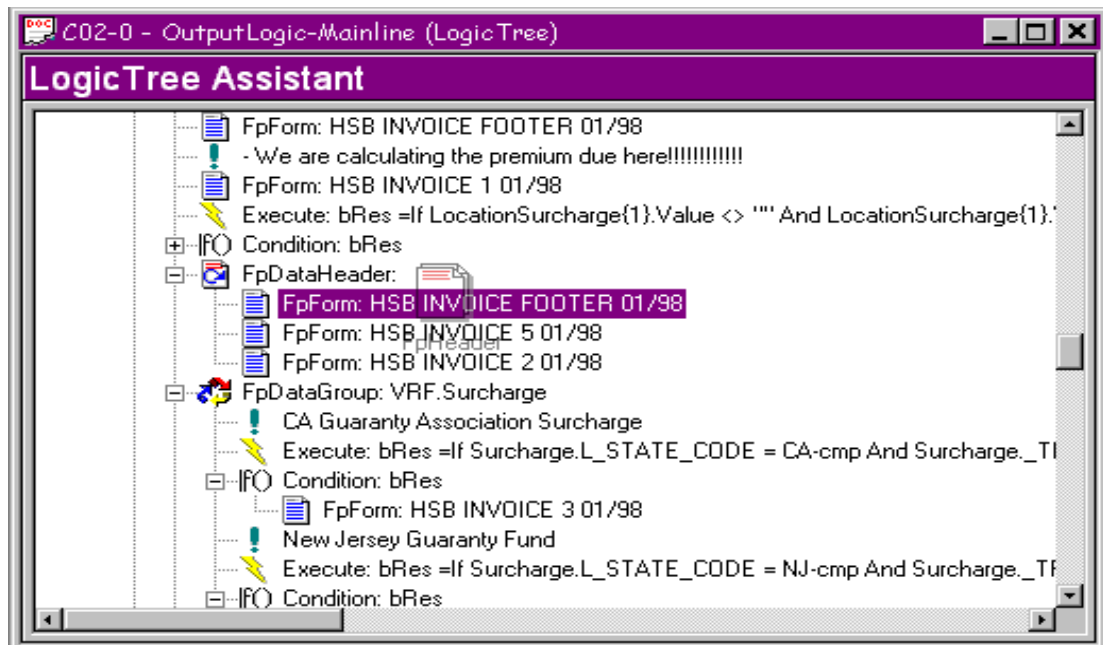 C02-0 - OutputLogic-Mainline (LogicTree)
LogicTree Assistant
FpForm: HSB INVOICE FOOTER 01/98
- We are calculating the premium due here!!!!!!!!!!!!
FpForm: HSB INVOICE 1 01/98
Execute: bRes =If LocationSurcharge{1}.Value <> "" And LocationSurcharge{1}.
If() Condition: bRes
FpDataHeader:
FpForm: HSB INVOICE FOOTER 01/98
FpForm: HSB INVOICE 5 01/98
FpHeader
FpForm: HSB INVOICE 2 01/98
FpDataGroup: VRF.Surcharge
CA Guaranty Association Surcharge
Execute: bRes =If Surcharge.L_STATE_CODE = CA-cmp And Surcharge._
If() Condition: bRes
FpForm: HSB INVOICE 3 01/98
New Jersey Guaranty Fund
Execute: bRes =If Surcharge.L_STATE_CODE = NJ-cmp And Surcharge._
If() Condition: bRes